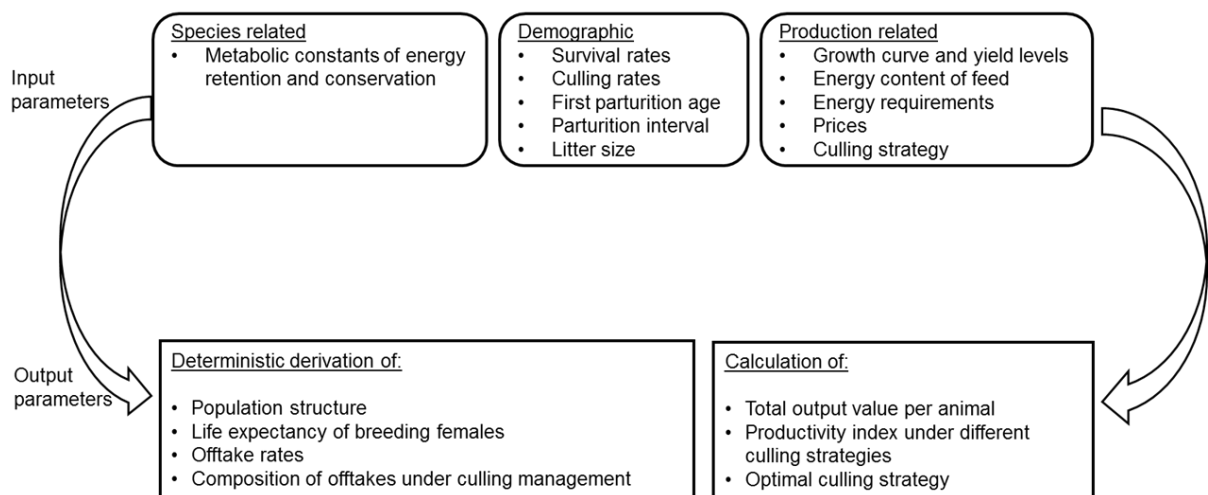 Input
parameters
Species related
• Metabolic constants of energy
retention and conservation
Demographic
• Survival rates
• Culling rates
• First parturition age
• Parturition interval
• Litter size
Production related
• Growth curve and yield levels
• Energy content of feed
• Energy requirements
• Prices
• Culling strategy
Output
parameters
Deterministic derivation of:
• Population structure
• Life expectancy of breeding females
• Offtake rates
• Composition of offtakes under culling management
Calculation of:
• Total output value per animal
• Productivity index under different
culling strategies
• Optimal culling strategy